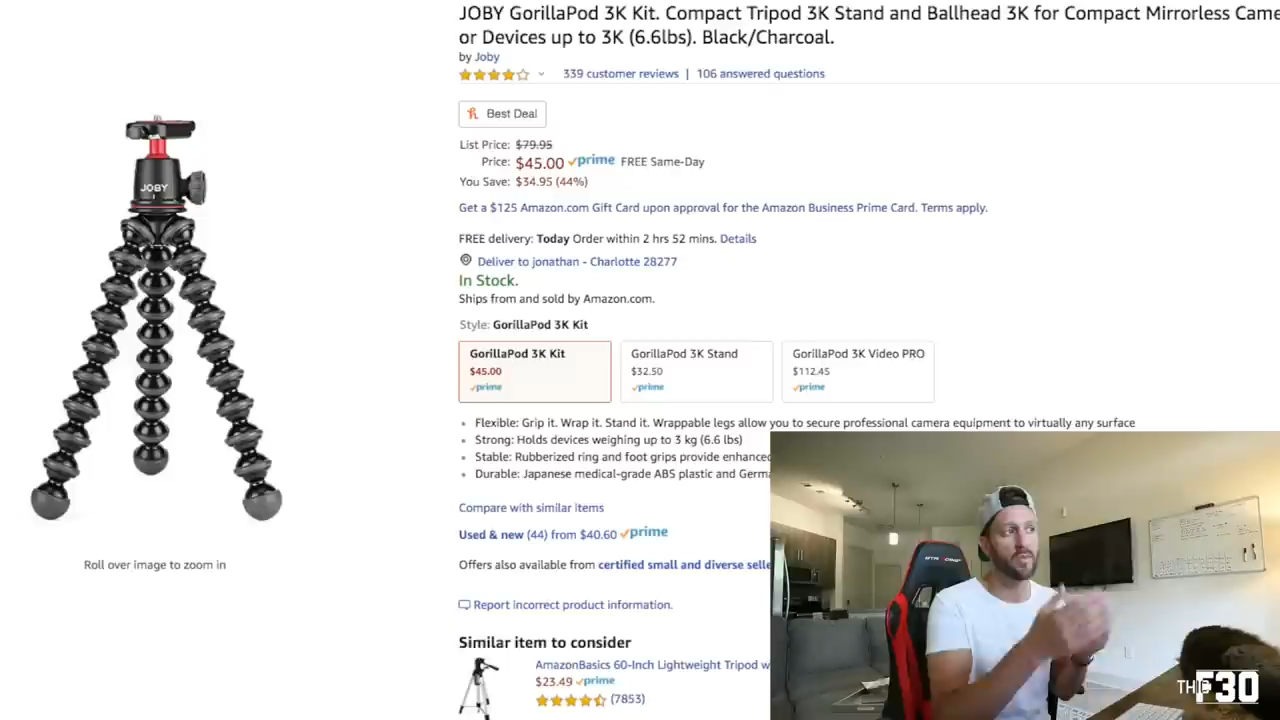 JOBY GorillaPod 3K Kit. Compact Tripod 3K Stand and Ballhead 3K for Compact Mirrorless Came
or Devices up to 3K (6.6lbs). Black/Charcoal.
by Joby
339 customer reviews | 106 answered questions
Best Deal
List Price: $79.95
Price: $45.00 prime FREE Same-Day
You Save: $34.95 (44%)
Get a $125 Amazon.com Gift Card upon approval for the Amazon Business Prime Card. Terms apply.
FREE delivery: Today Order within 2 hrs 52 mins. Details
Deliver to jonathan - Charlotte 28277
In Stock.
Ships from and sold by Amazon.com.
Style: GorillaPod 3K Kit
GorillaPod 3K Kit
$45.00
prime
GorillaPod 3K Stand
$32.50
prime
GorillaPod 3K Video PRO
$112.45
prime
• Flexible: Grip it. Wrap it. Stand it. Wrappable legs allow you to secure professional camera equipment to virtually any surface
• Strong: Holds devices weighing up to 3 kg (6.6 lbs)
• Stable: Rubberized ring and foot grips provide enhanced
• Durable: Japanese medical-grade ABS plastic and Germa
Compare with similar items
Used & new (44) from $40.60 prime
Offers also available from certified small and diverse selle
Report incorrect product information.
Similar item to consider
AmazonBasics 60-Inch Lightweight Tripod w
$23.49 prime
(7853)
JOBY
Roll over image to zoom in
F30